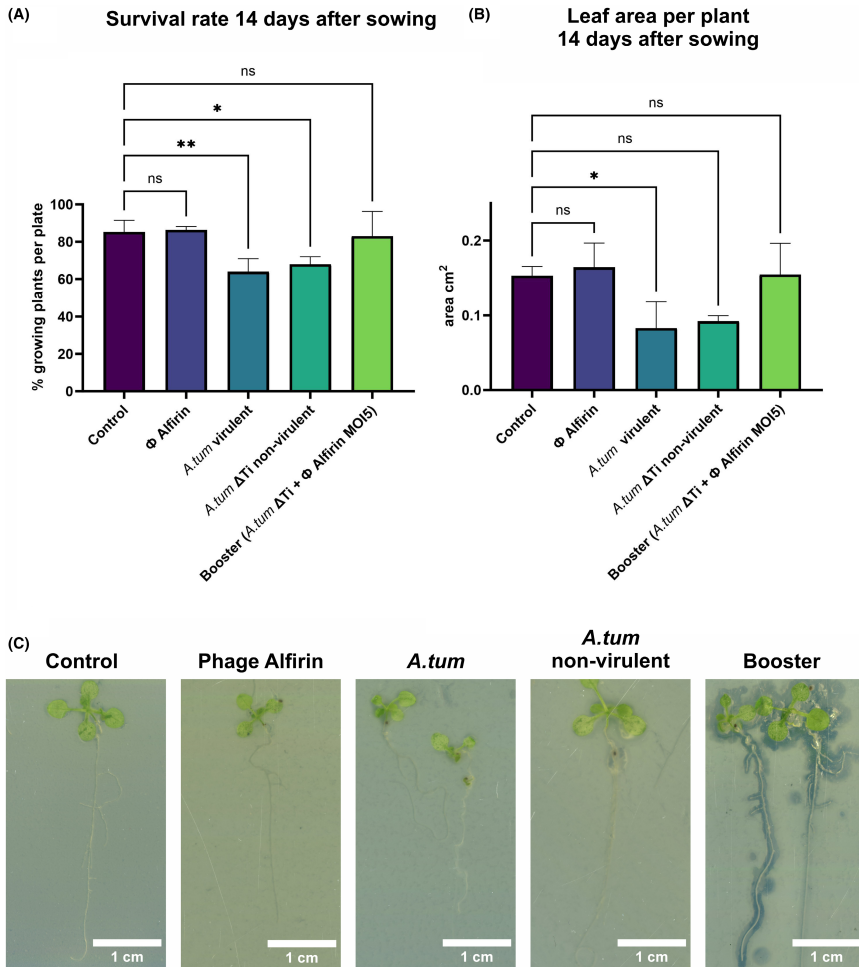 (A)
Survival rate 14 days after sowing
ns
*
**
ns
% growing plants per plate
100
80
60
40
20
0
Control
Φ Alfirin
A.tum virulent
A.tum ΔTi non-virulent
Booster (A.tum ΔTi + Φ Alfirin MOI5)
(B)
Leaf area per plant
14 days after sowing
ns
ns
*
ns
area cm²
0.2
0.1
0.0
Control
Φ Alfirin
A.tum virulent
A.tum ΔTi non-virulent
Booster (A.tum ΔTi + Φ Alfirin MOI5)
(C)
Control
Phage Alfirin
A.tum
A.tum
non-virulent
Booster
1 cm
1 cm
1 cm
1 cm
1 cm